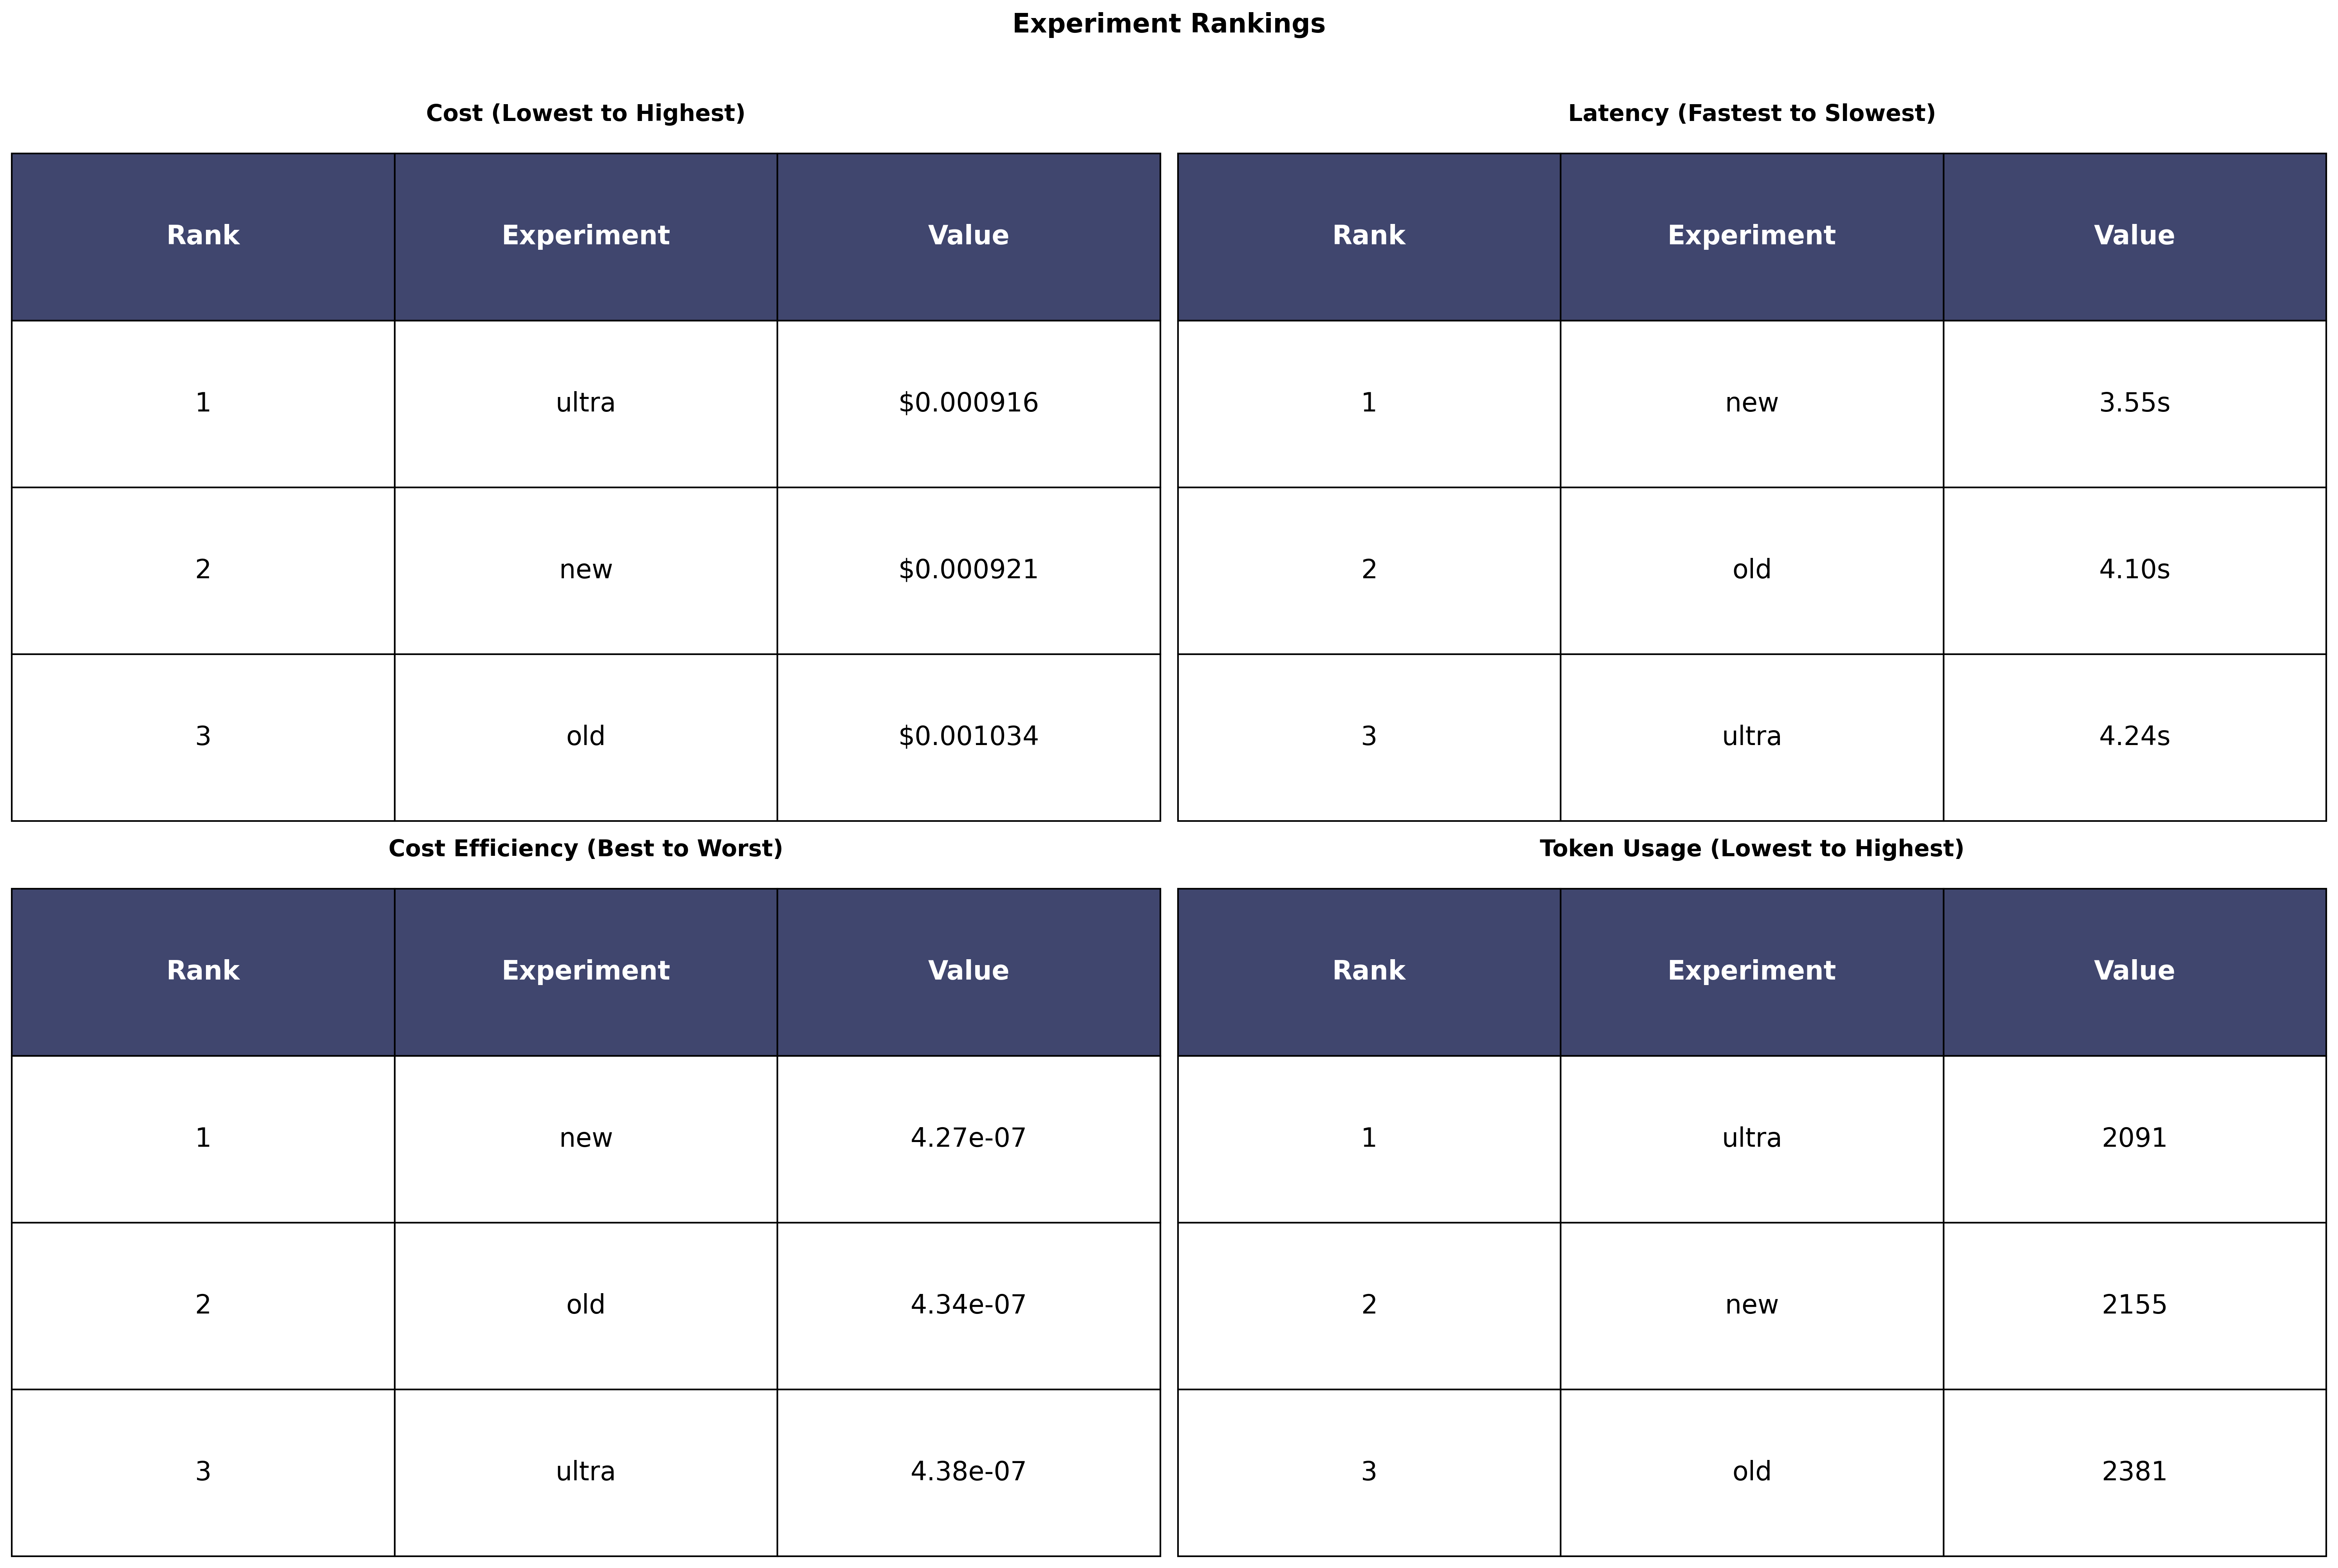 Experiment Rankings
Cost (Lowest to Highest)
Rank Experiment Value
1 ultra $0.000916
2 new $0.000921
3 old $0.001034
Latency (Fastest to Slowest)
Rank Experiment Value
1 new 3.55s
2 old 4.10s
3 ultra 4.24s
Cost Efficiency (Best to Worst)
Rank Experiment Value
1 new 4.27e-07
2 old 4.34e-07
3 ultra 4.38e-07
Token Usage (Lowest to Highest)
Rank Experiment Value
1 ultra 2091
2 new 2155
3 old 2381